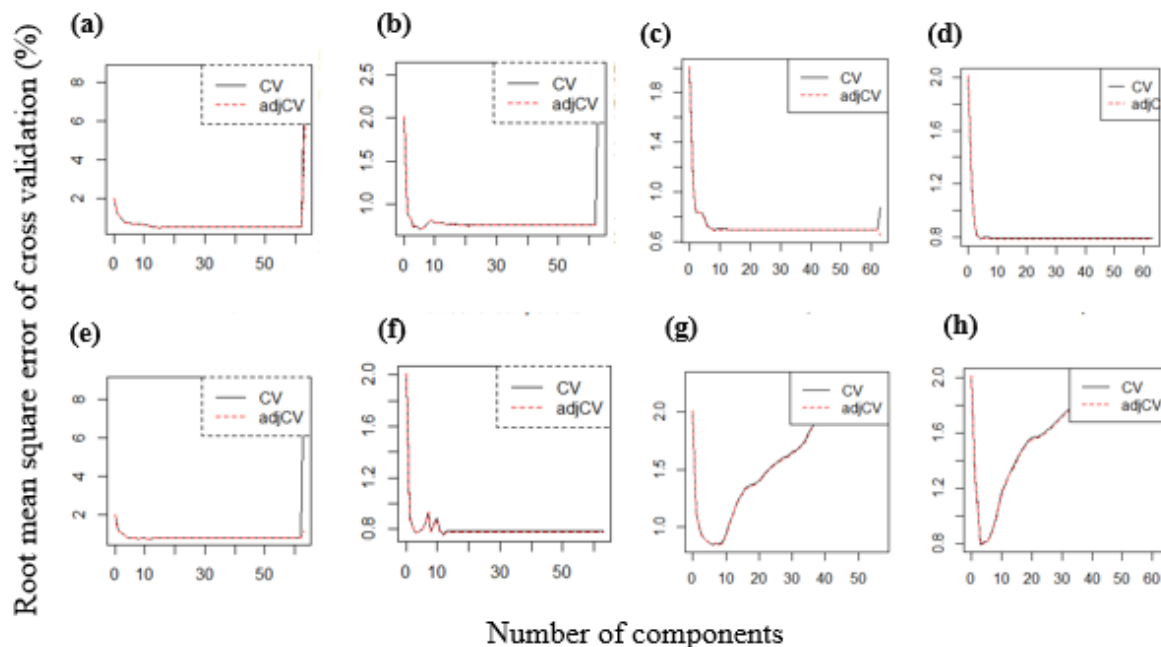 Root mean square error of cross validation (%)
(a)
8
6
4
2
0 10 30 50
CV
adjCV
(b)
2.5
2.0
1.5
1.0
0 10 30 50
CV
adjCV
(c)
1.8
1.4
1.0
0.6
0 10 20 30 40 50 60
CV
adjCV
(d)
2.0
1.6
1.2
0.8
0 10 20 30 40 50 60
CV
adjC
(e)
8
6
4
2
0 10 30 50
CV
adjCV
(f)
2.0
1.6
1.2
0.8
0 10 30 50
CV
adjCV
(g)
2.0
1.5
1.0
0 10 20 30 40 50
CV
adjCV
(h)
2.0
1.6
1.2
0.8
0 10 20 30 40 50 60
CV
adjCV
Number of components